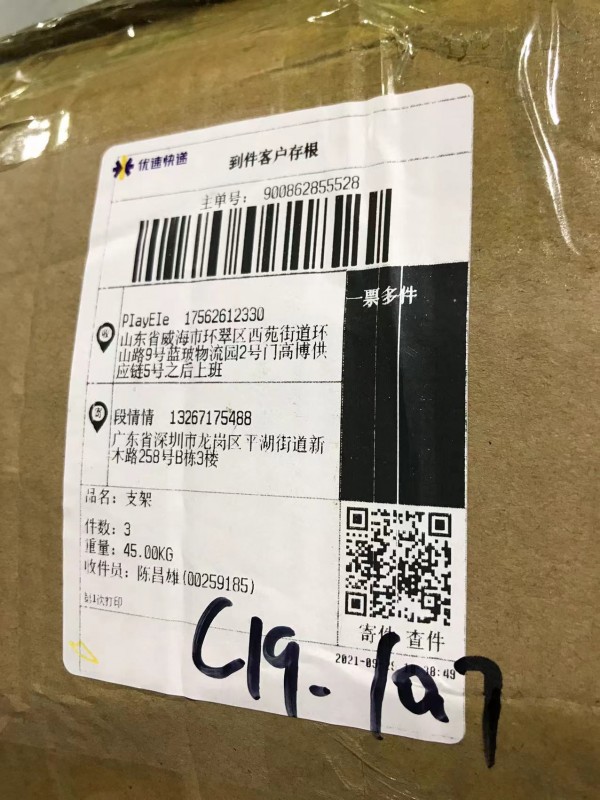 优速快递
到件客户存根
主单号: 900862855528
一票多件
收
PlayEle 17562612330
山东省威海市环翠区西苑街道环
山路9号蓝玻物流园2号门高博供
应链5号之后上班
寄
段情情 13267175488
广东省深圳市龙岗区平湖街道新
木路258号B栋3楼
品名: 支架
件数: 3
重量: 45.00KG
收件员: 陈昌雄(00259185)
寄件 查件
C19.